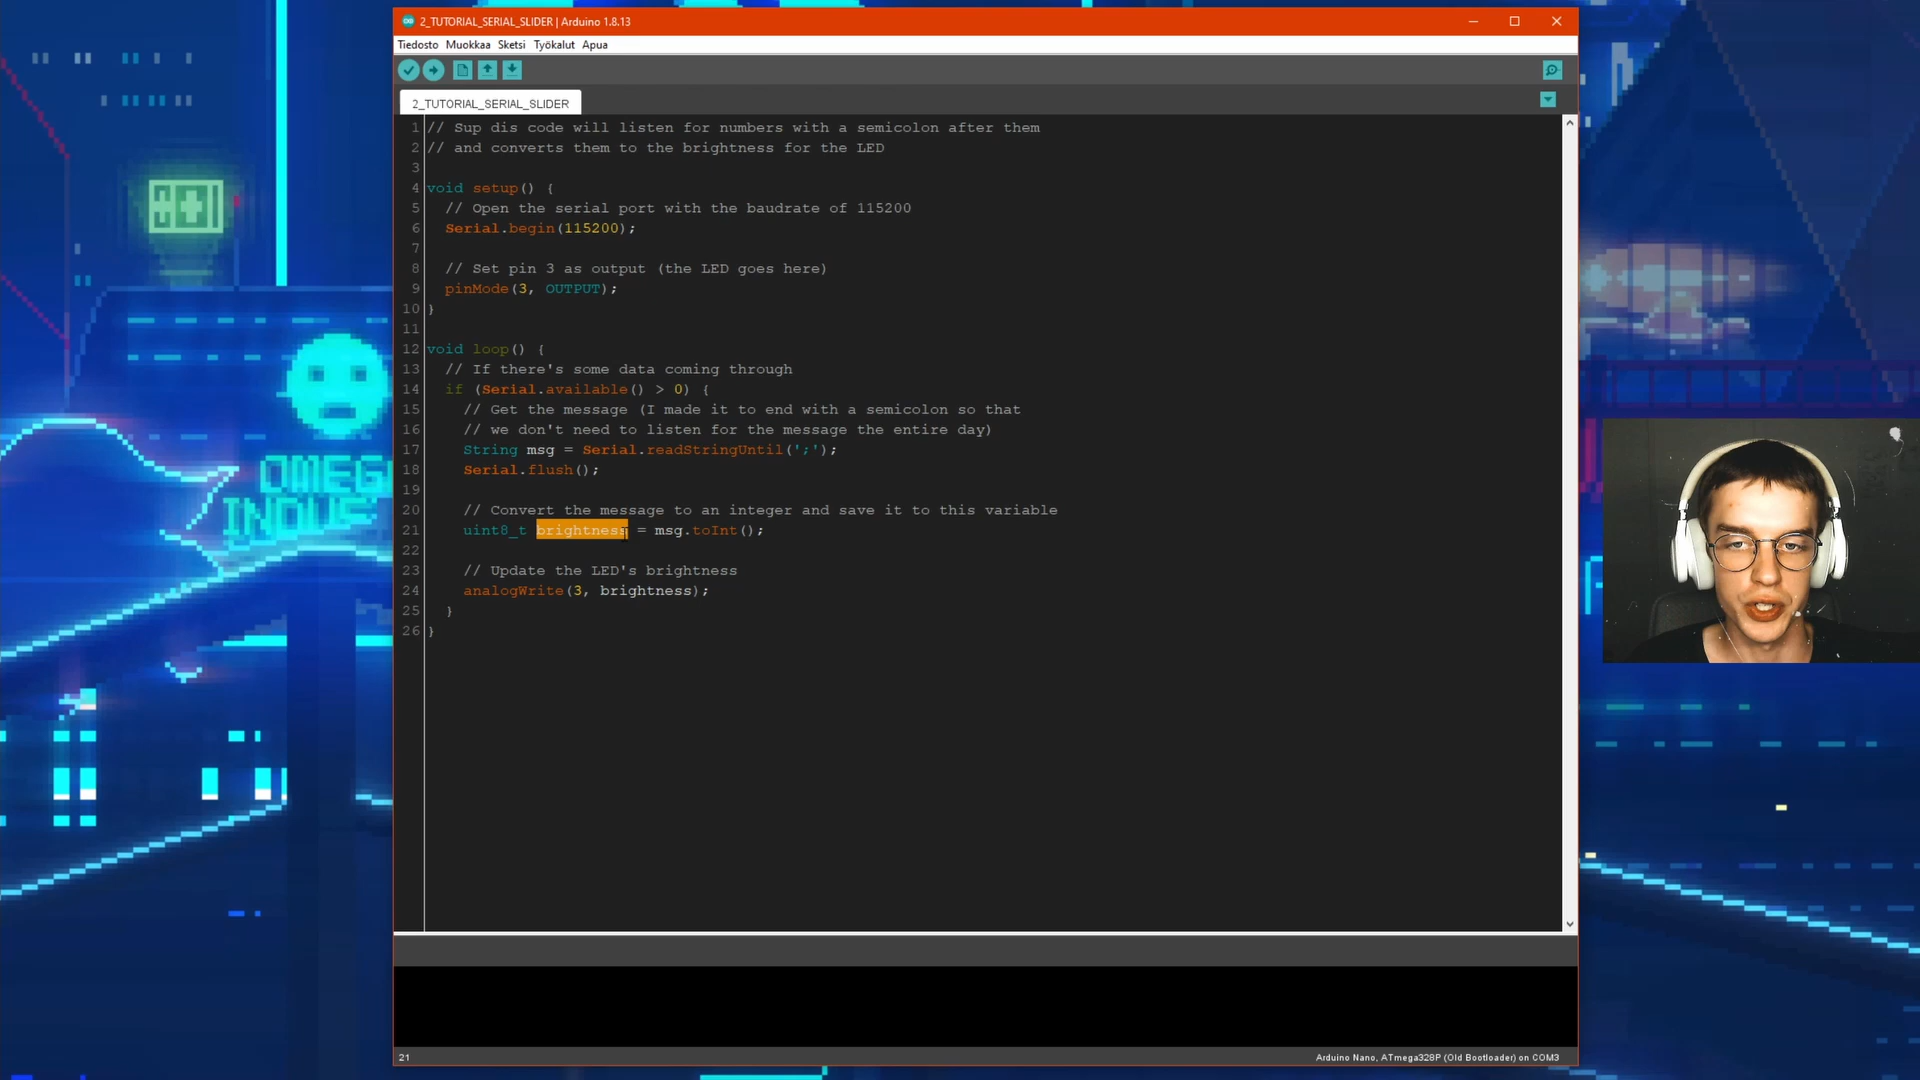 2_TUTORIAL_SERIAL_SLIDER | Arduino 1.8.13
Tiedosto Muokkaa Sketsi Työkalut Apua
2_TUTORIAL_SERIAL_SLIDER
1 // Sup dis code will listen for numbers with a semicolon after them
2 // and converts them to the brightness for the LED
3
4 void setup() {
5 // Open the serial port with the baudrate of 115200
6 Serial.begin(115200);
7
8 // Set pin 3 as output (the LED goes here)
9 pinMode(3, OUTPUT);
10 }
11
12 void loop() {
13 // If there's some data coming through
14 if (Serial.available() > 0) {
15 // Get the message (I made it to end with a semicolon so that
16 // we don't need to listen for the message the entire day)
17 String msg = Serial.readStringUntil(';');
18 Serial.flush();
19
20 // Convert the message to an integer and save it to this variable
21 uint8_t brightness = msg.toInt();
22
23 // Update the LED's brightness
24 analogWrite(3, brightness);
25 }
26 }
OMEG
INDUS
21
Arduino Nano, ATmega328P (Old Bootloader) on COM3